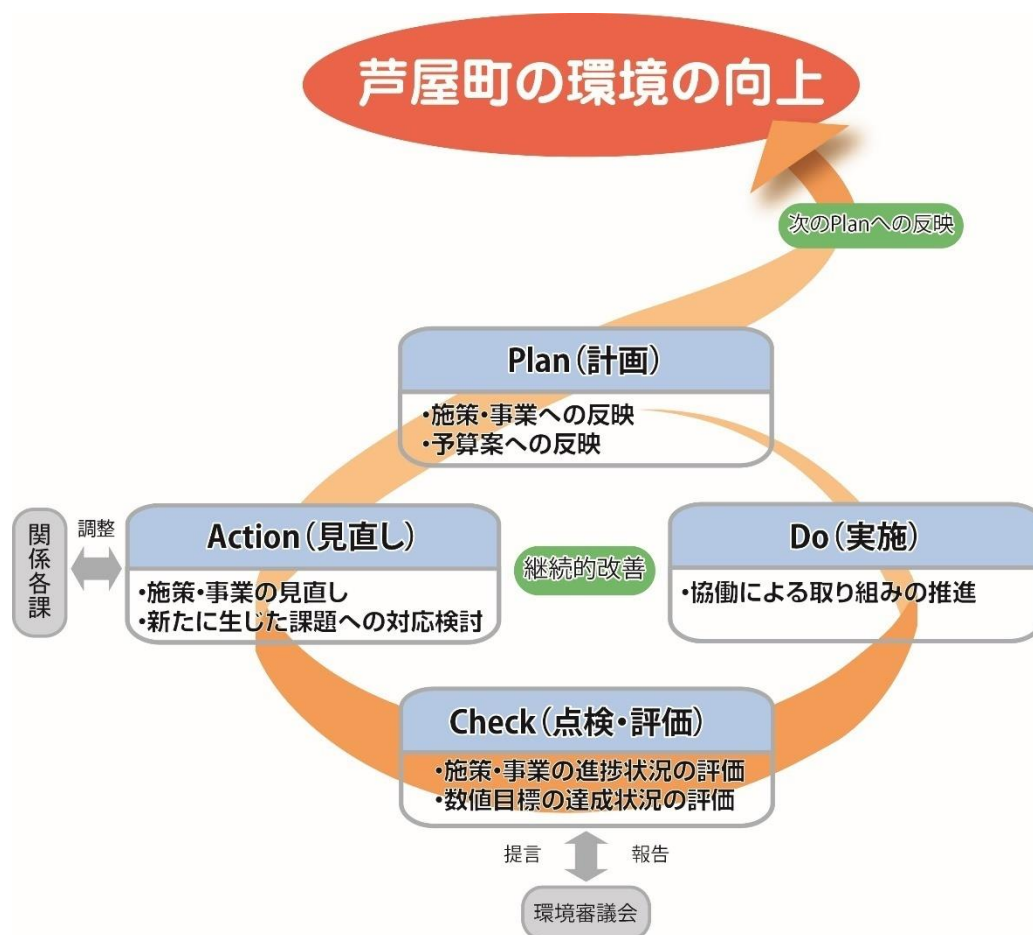 芦屋町の環境の向上
次のPlanへの反映
Plan(計画)
・施策・事業への反映
・予算案への反映
関係各課
調整
Action(見直し)
・施策・事業の見直し
・新たに生じた課題への対応検討
継続的改善
Do(実施)
・協働による取り組みの推進
Check(点検・評価)
・施策・事業の進捗状況の評価
・数値目標の達成状況の評価
提言
報告
環境審議会